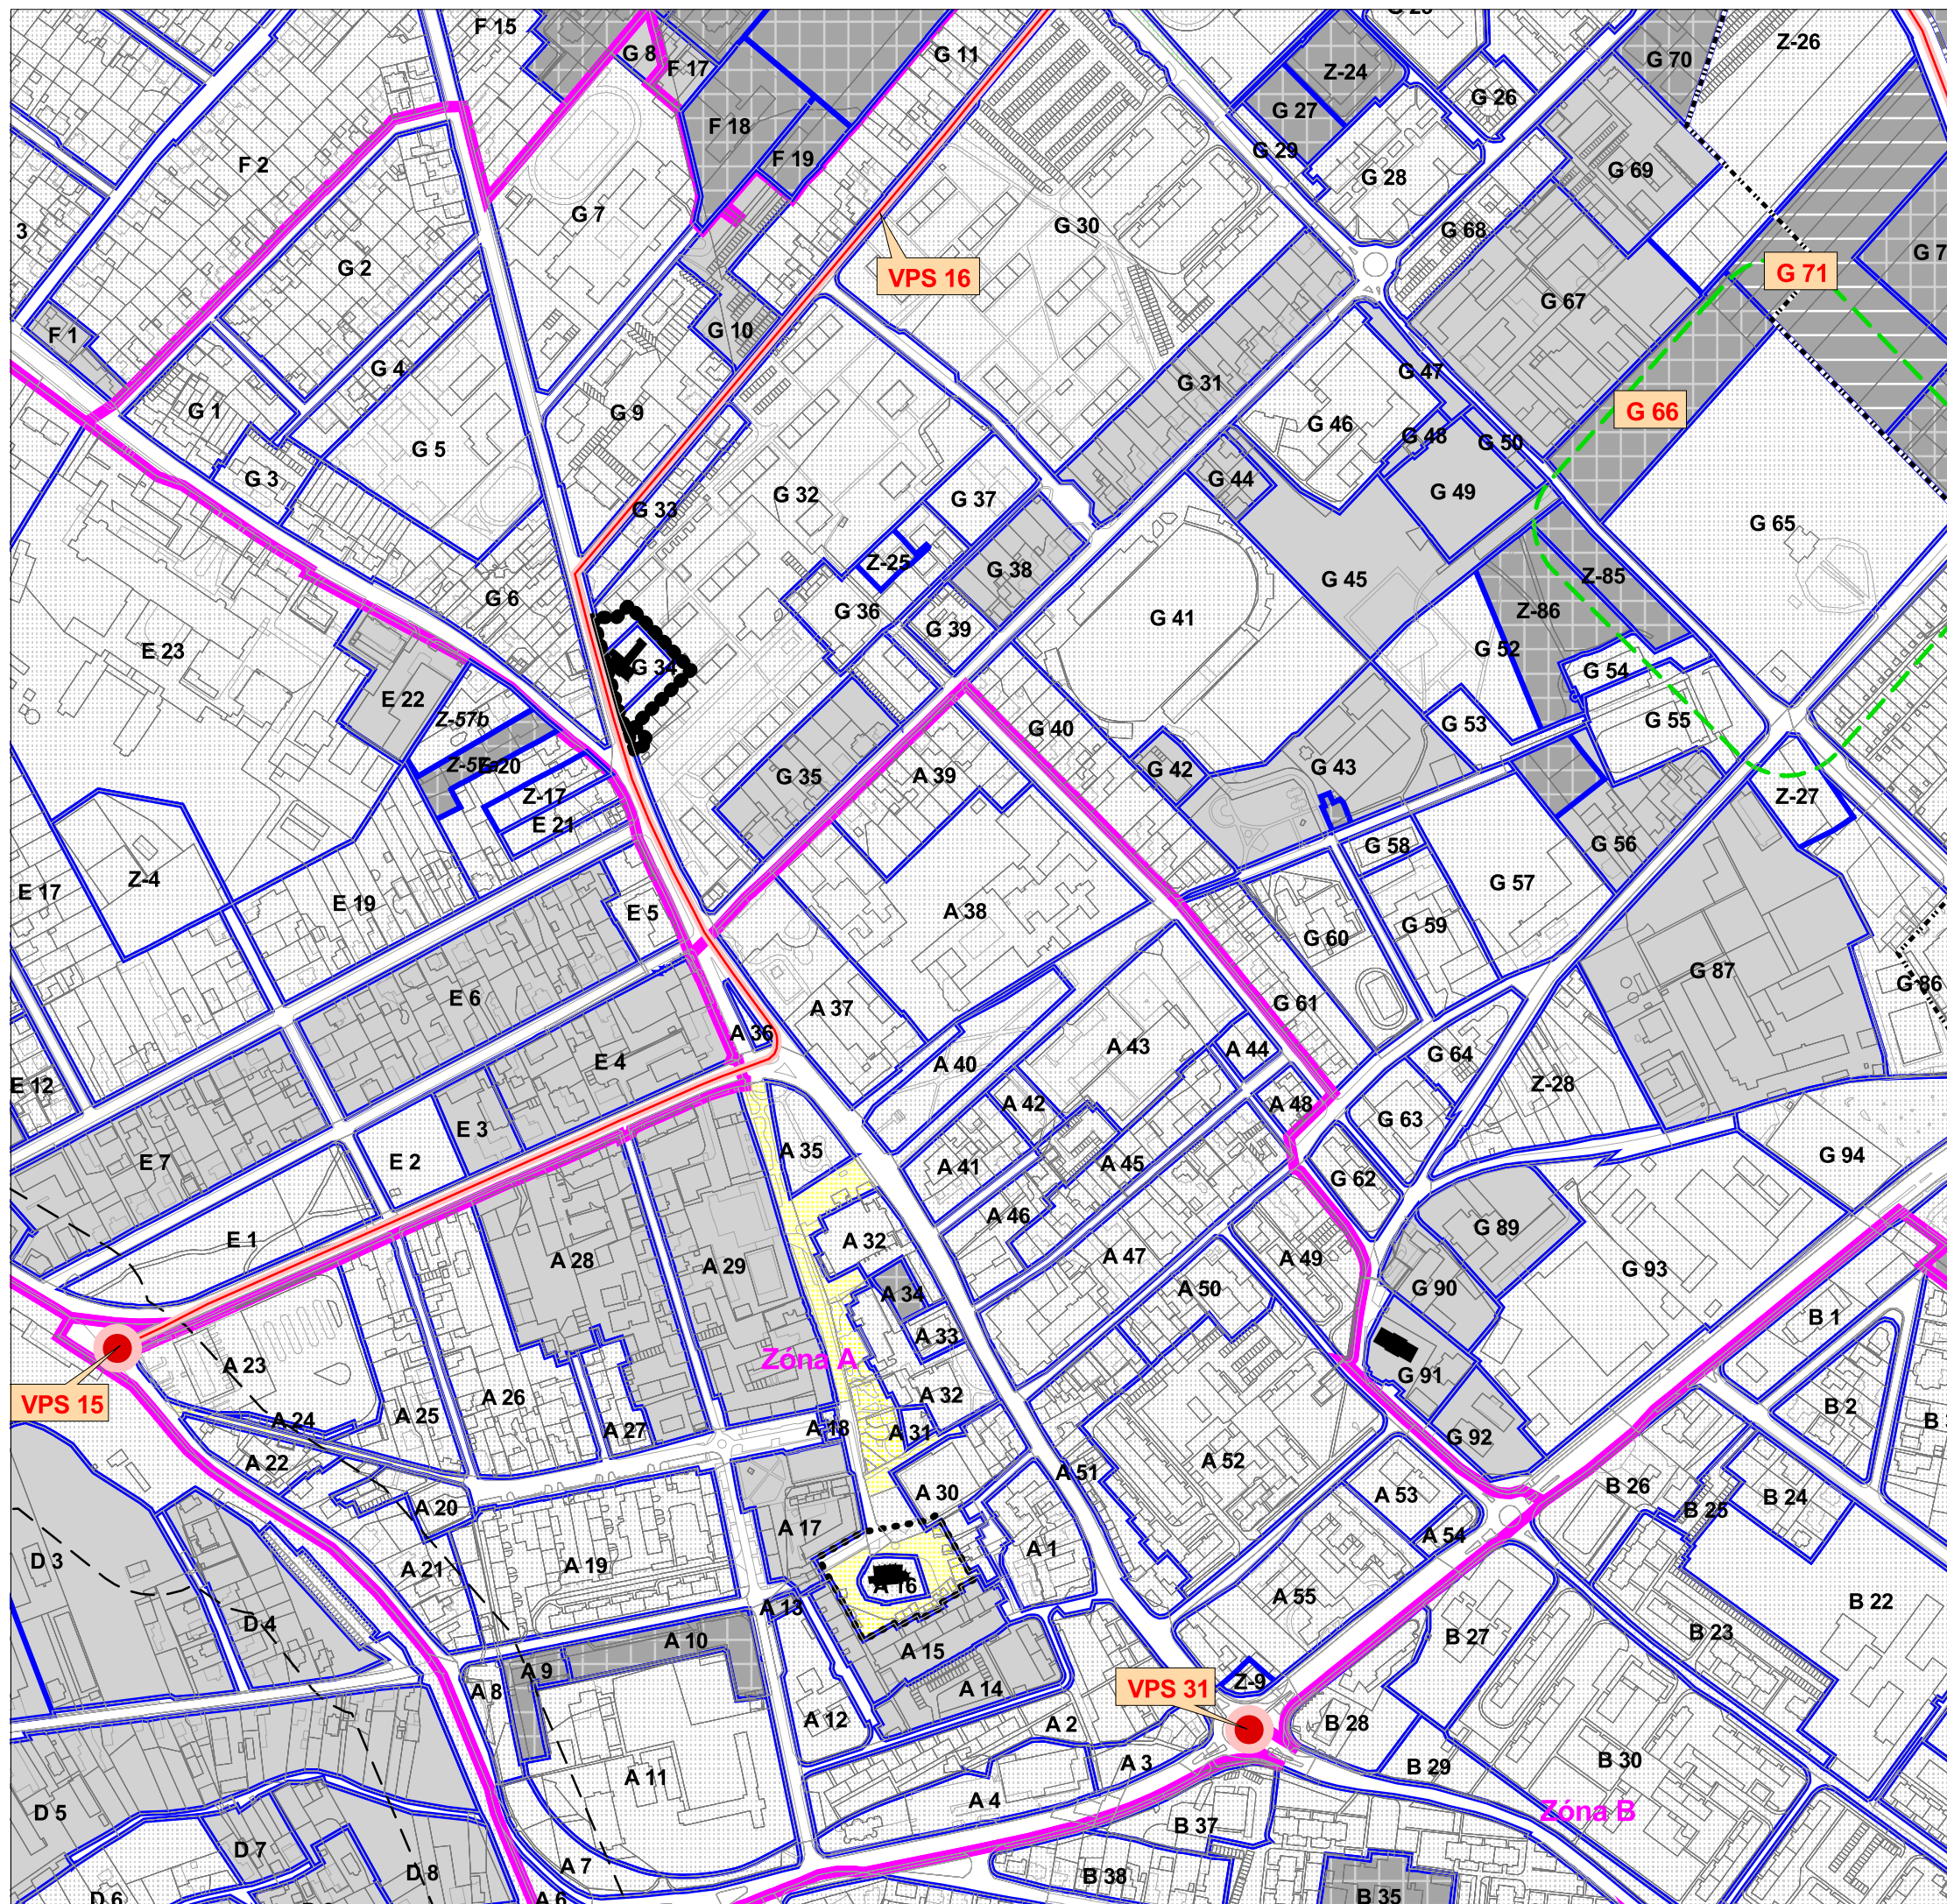 F 15
G 8
F 17
G 11
Z-24
G 70
Z-26
F 18
F 19
G 27
G 26
G 29
G 28
G 69
F 2
G 7
G 30
G 68
3
G 2
VPS 16
G 71
G 67
F 1
G 10
G 4
G 31
G 47
G 1
G 9
G 46
G 66
G 5
G 48
G 50
G 3
G 44
G 49
G 32
G 37
G 33
G 65
Z-25
G 38
G 45
Z-85
G 6
G 36
G 39
G 41
Z-86
E 23
G 34
G 52
G 54
E 22
Z-57b
G 40
G 53
G 55
E 20
G 35
A 39
G 42
G 43
Z-17
Z-27
E 21
G 58
G 56
Z-4
E 17
E 19
E 5
A 38
G 57
G 60
G 59
E 6
G 87
G 86
A 37
G 61
A 36
E 4
A 40
A 43
A 44
G 64
E 12
Z-28
A 42
A 48
G 63
E 3
E 7
E 2
A 35
A 41
A 45
G 94
G 62
A 46
G 89
E 1
A 32
A 28
A 29
A 47
A 49
G 93
A 34
A 50
G 90
B 1
A 33
Zóna A
A 23
G 91
VPS 15
A 26
A 32
B 2
A 24
A 25
A 27
A 18
A 31
G 92
A 22
A 52
A 51
B 26
A 30
A 53
B 24
A 20
B 25
A 17
A 54
D 3
A 21
A 19
A 1
A 16
D 4
A 13
A 55
B 22
B 27
B 23
A 10
A 15
A 9
A 8
A 14
Z-9
VPS 31
A 12
A 2
B 28
A 3
B 29
B 30
A 11
A 4
D 5
Zóna B
B 37
D 7
A 7
D 8
B 38
D 6
A 6
B 35